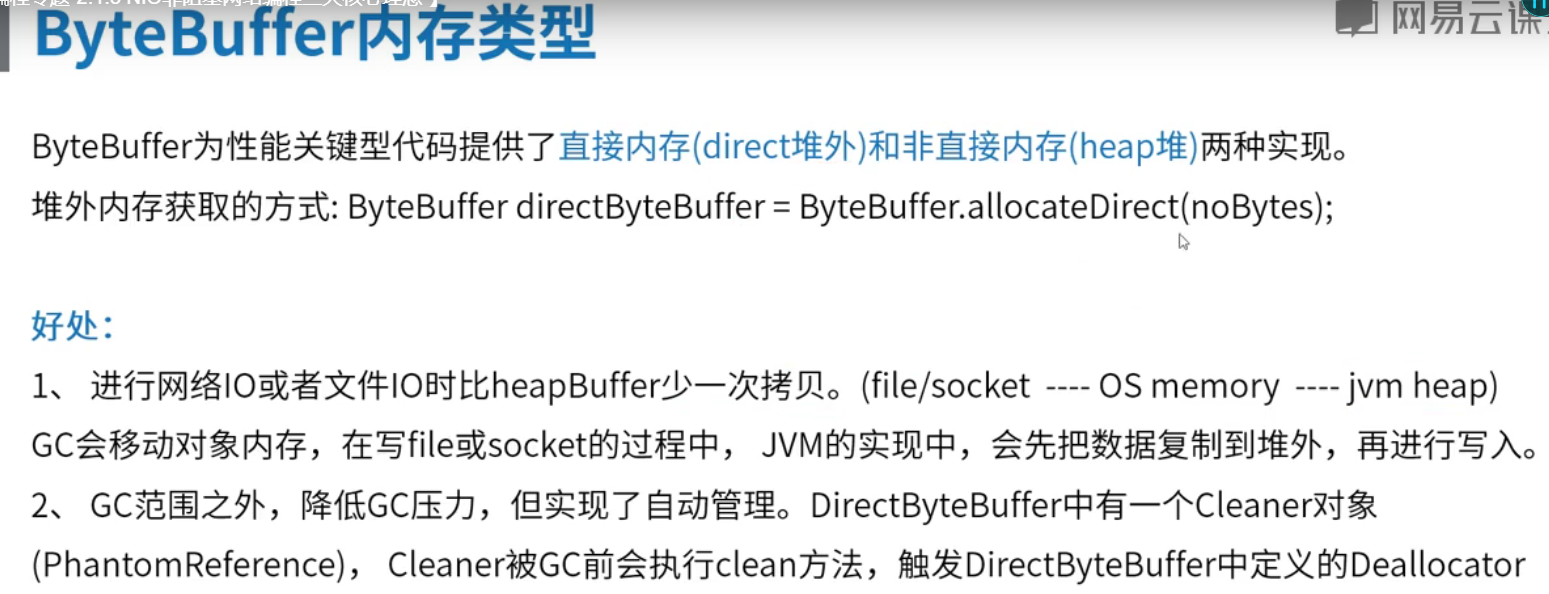 ByteBuffer内存类型
网易云课
ByteBuffer为性能关键型代码提供了直接内存(direct堆外)和非直接内存(heap堆)两种实现。
堆外内存获取的方式: ByteBuffer directByteBuffer = ByteBuffer.allocateDirect(noBytes);
好处：
1、 进行网络IO或者文件IO时比heapBuffer少一次拷贝。(file/socket ---- OS memory ---- jvm heap)
GC会移动对象内存，在写file或socket的过程中， JVM的实现中，会先把数据复制到堆外，再进行写入。
2、 GC范围之外，降低GC压力，但实现了自动管理。DirectByteBuffer中有一个Cleaner对象
(PhantomReference)， Cleaner被GC前会执行clean方法，触发DirectByteBuffer中定义的Deallocator